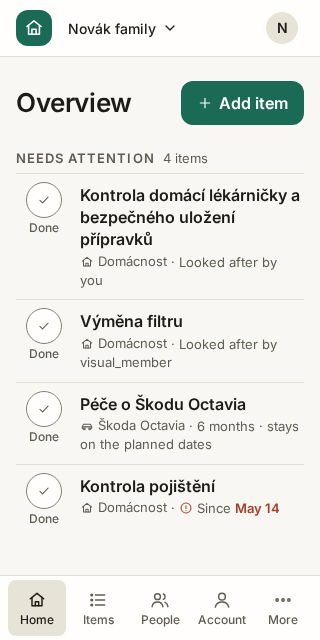 Novák family
N
Overview
Add item
NEEDS ATTENTION 4 items
Kontrola domácí lékárničky a
bezpečného uložení
přípravků
Domácnost · Looked after by
you
Done
Výměna filtru
Domácnost · Looked after by
visual_member
Done
Péče o Škodu Octavia
Škoda Octavia · 6 months · stays
on the planned dates
Done
Kontrola pojištění
Domácnost · Since May 14
Done
Home
Items
People
Account
More